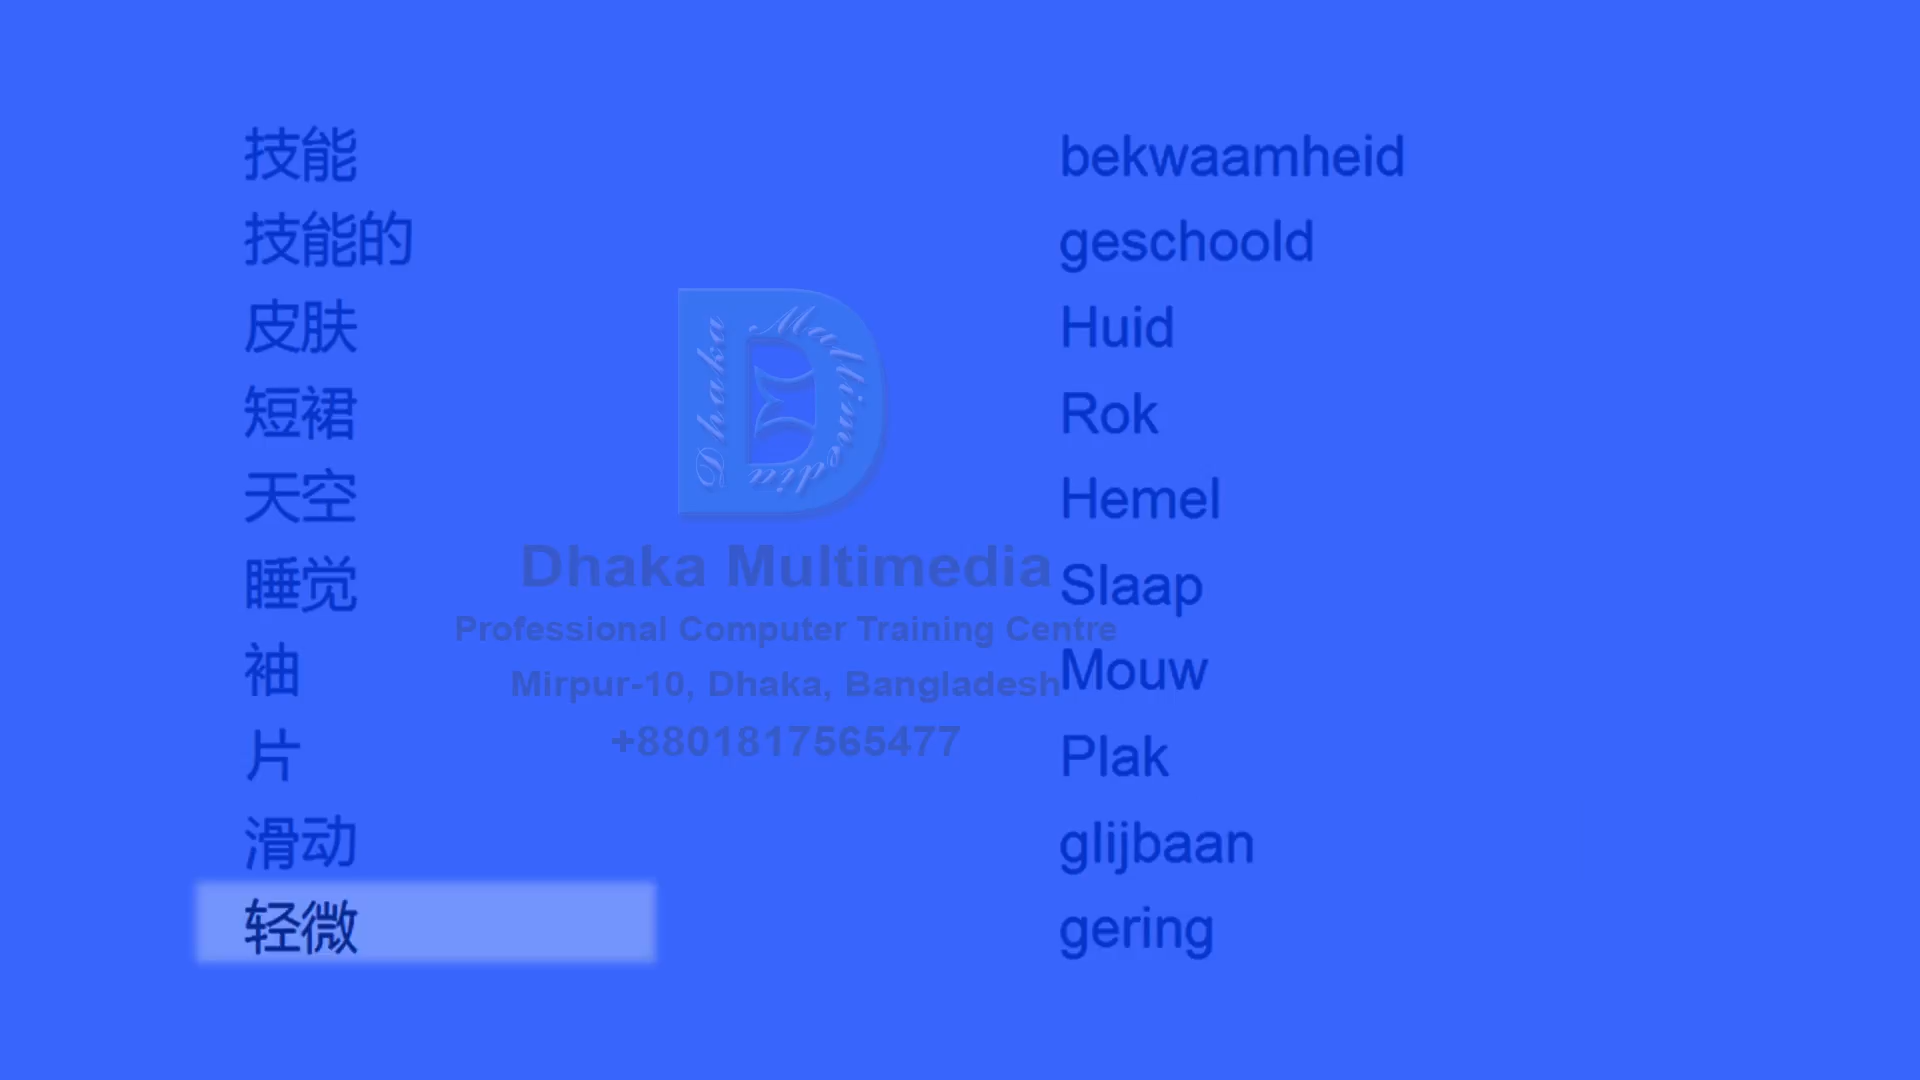 技能 bekwaamheid
技能的 geschoold
皮肤 Huid
短裙 Rok
天空 Hemel
睡觉 Slaap
袖 Mouw
片 Plak
滑动 glijbaan
轻微 gering
Dhaka Multimedia
Dhaka Multimedia
Professional Computer Training Centre
Mirpur-10, Dhaka, Bangladesh
+8801817565477